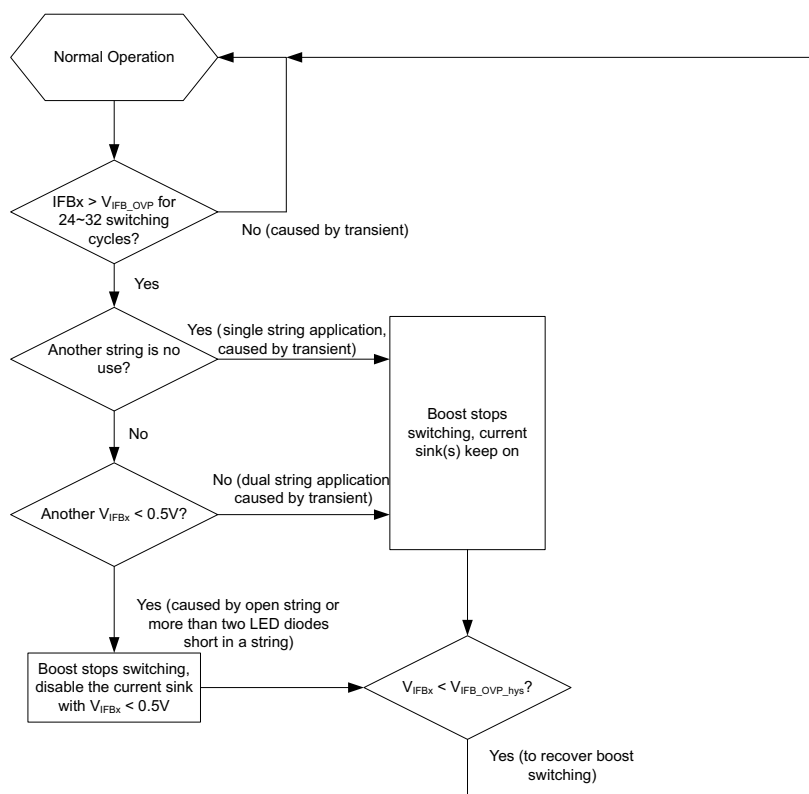 Normal Operation
IFBx > VIFB_OVP for
24~32 switching
cycles?
No (caused by transient)
Yes
Another string is no
use?
Yes (single string application,
caused by transient)
Boost stops
switching, current
sink(s) keep on
No
Another VIFBx < 0.5V?
No (dual string application
caused by transient)
Yes (caused by open string or
more than two LED diodes
short in a string)
Boost stops switching,
disable the current sink
with VIFBx < 0.5V
VIFBx < VIFB_OVP_hys?
Yes (to recover boost
switching)